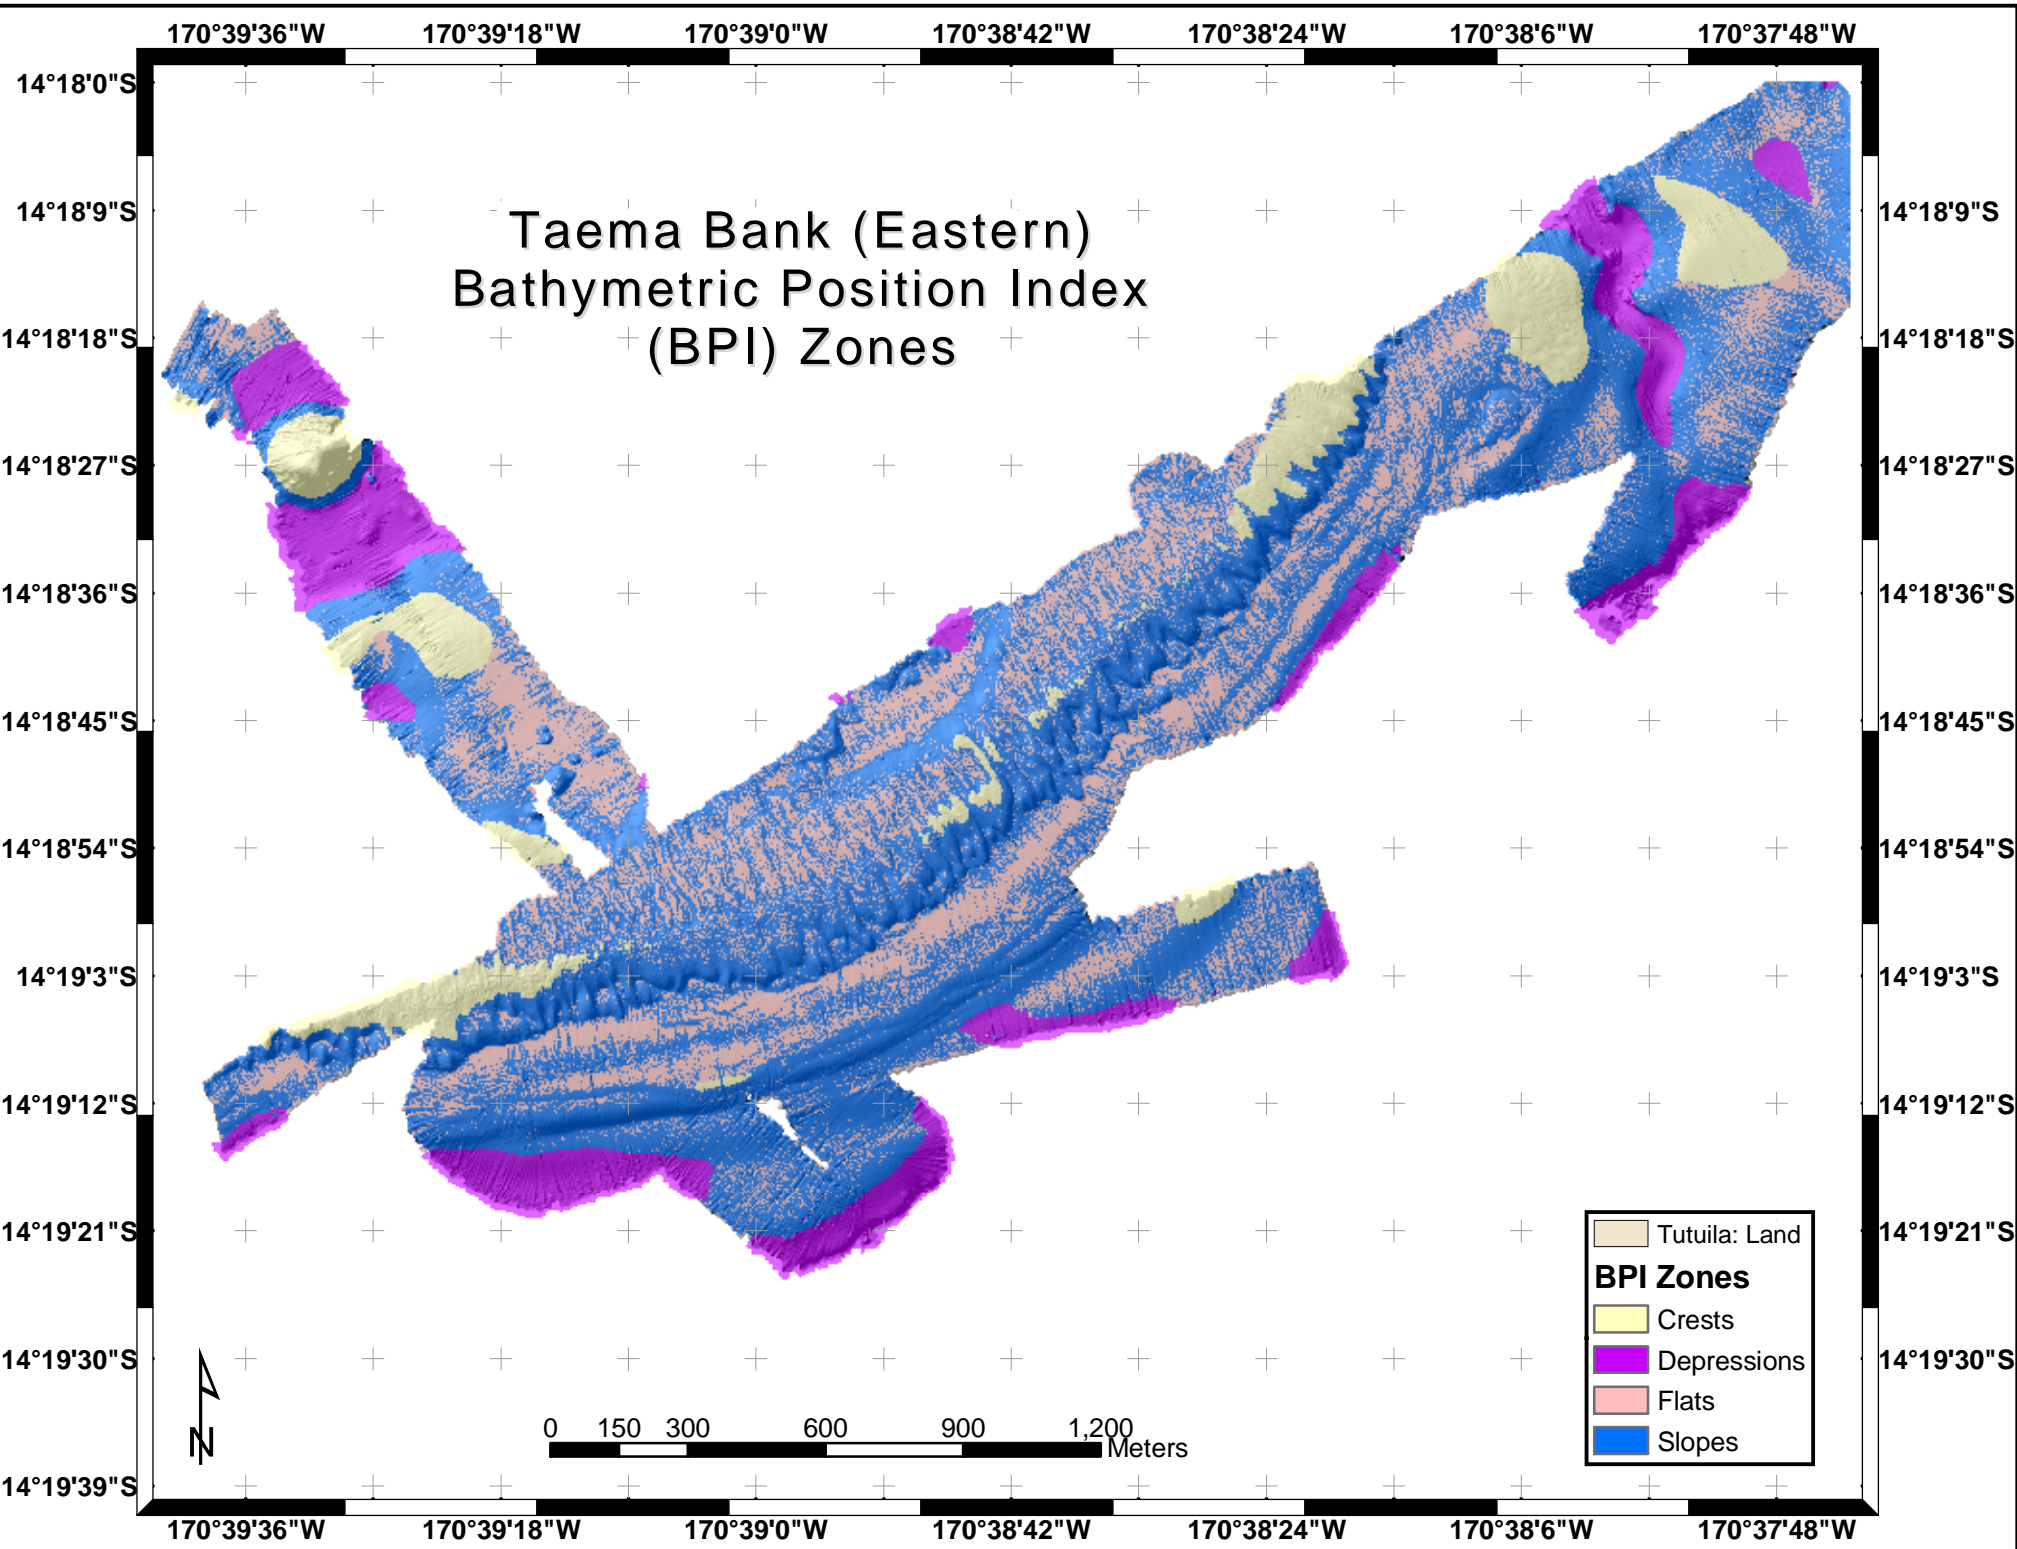 170°39'36"W 170°39'18"W 170°39'0"W 170°38'42"W 170°38'24"W 170°38'6"W 170°37'48"W
14°18'0"S
14°18'9"S 14°18'9"S
Taema Bank (Eastern)
Bathymetric Position Index
(BPI) Zones
14°18'18"S 14°18'18"S
14°18'27"S 14°18'27"S
14°18'36"S 14°18'36"S
14°18'45"S 14°18'45"S
14°18'54"S 14°18'54"S
14°19'3"S 14°19'3"S
14°19'12"S 14°19'12"S
14°19'21"S 14°19'21"S
Tutuila: Land
BPI Zones
Crests
Depressions
Flats
Slopes
14°19'30"S 14°19'30"S
N
0 150 300 600 900 1,200
Meters
14°19'39"S
170°39'36"W 170°39'18"W 170°39'0"W 170°38'42"W 170°38'24"W 170°38'6"W 170°37'48"W